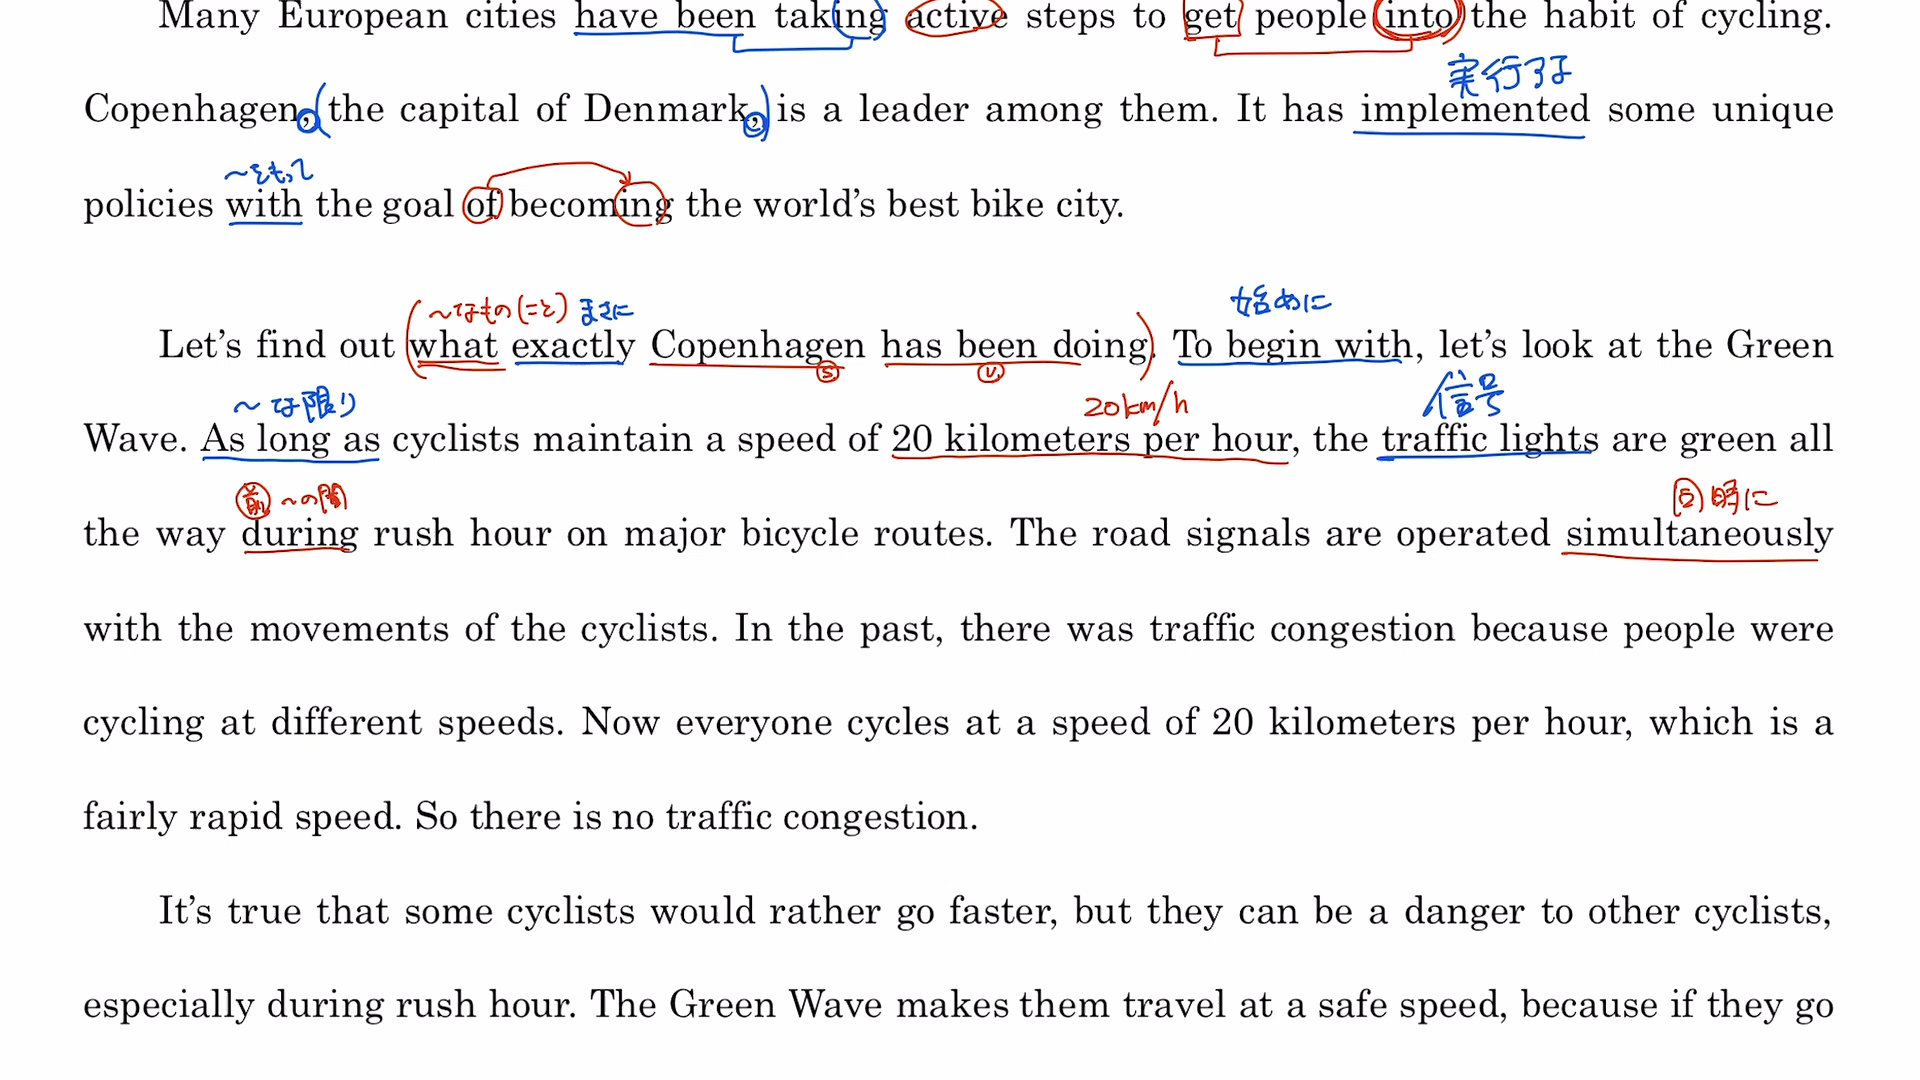 Many European cities have been taking active steps to get people into the habit of cycling.
実行する
Copenhagen, (the capital of Denmark,) is a leader among them. It has implemented some unique
〜をもって
policies with the goal of becoming the world's best bike city.
〜なもの(こと) まさに 始めに
Let's find out (what exactly Copenhagen has been doing). To begin with, let's look at the Green
S V
〜な限り 20km/h 信号
Wave. As long as cyclists maintain a speed of 20 kilometers per hour, the traffic lights are green all
前 〜の間 同時に
the way during rush hour on major bicycle routes. The road signals are operated simultaneously
with the movements of the cyclists. In the past, there was traffic congestion because people were
cycling at different speeds. Now everyone cycles at a speed of 20 kilometers per hour, which is a
fairly rapid speed. So there is no traffic congestion.
It's true that some cyclists would rather go faster, but they can be a danger to other cyclists,
especially during rush hour. The Green Wave makes them travel at a safe speed, because if they go